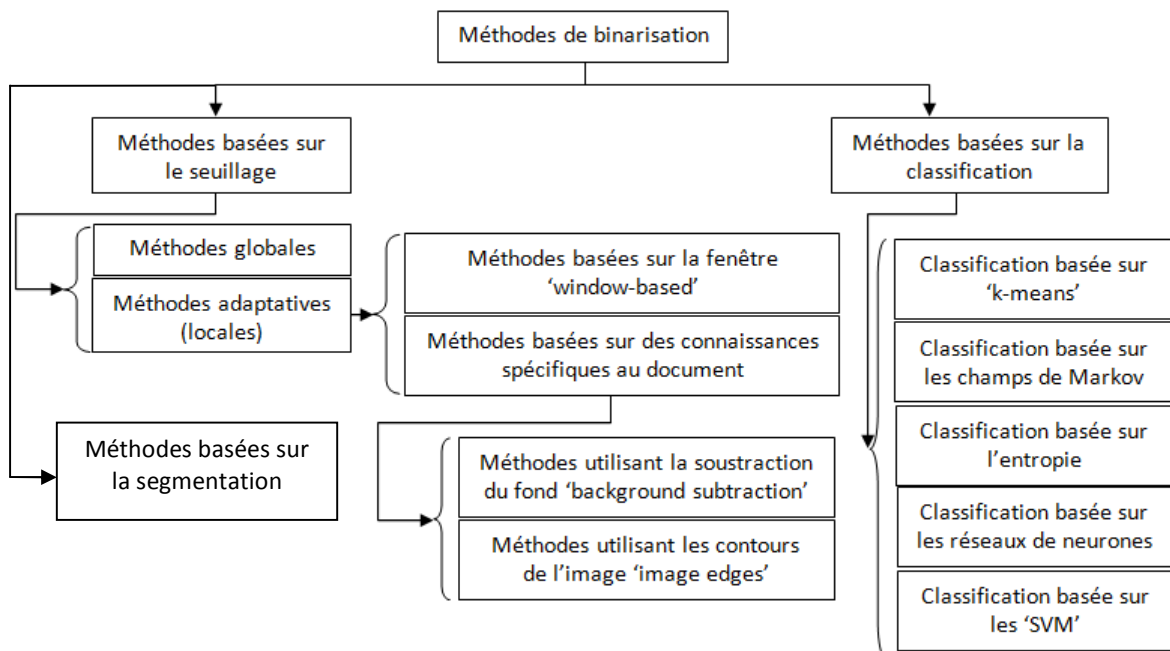 Méthodes de binarisation
Méthodes basées sur
le seuillage
Méthodes basées sur la
classification
Méthodes globales
Méthodes adaptatives
(locales)
Méthodes basées sur la fenêtre
‘window-based’
Méthodes basées sur des connaissances
spécifiques au document
Méthodes basées sur
la segmentation
Méthodes utilisant la soustraction
du fond ‘background subtraction’
Méthodes utilisant les contours
de l’image ‘image edges’
Classification basée sur
‘k-means’
Classification basée sur
les champs de Markov
Classification basée sur
l’entropie
Classification basée sur
les réseaux de neurones
Classification basée sur
les ‘SVM’